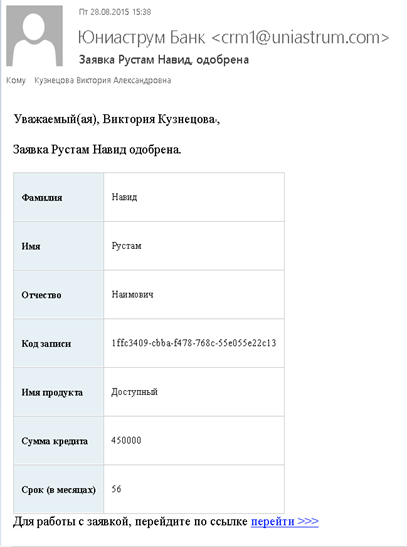 Пт 28.08.2015 15:38
Юниаструм Банк <crm1@uniastrum.com>
Заявка Рустам Навид, одобрена
Кому Кузнецова Виктория Александровна
Уважаемый(ая), Виктория Кузнецова,,
Заявка Рустам Навид одобрена.
Фамилия Навид
Имя Рустам
Отчество Наимович
Код записи 1ffc3409-cbba-f478-768c-55e055e22c13
Имя продукта Доступный
Сумма кредита 450000
Срок (в месяцах) 56
Для работы с заявкой, перейдите по ссылке перейти >>>